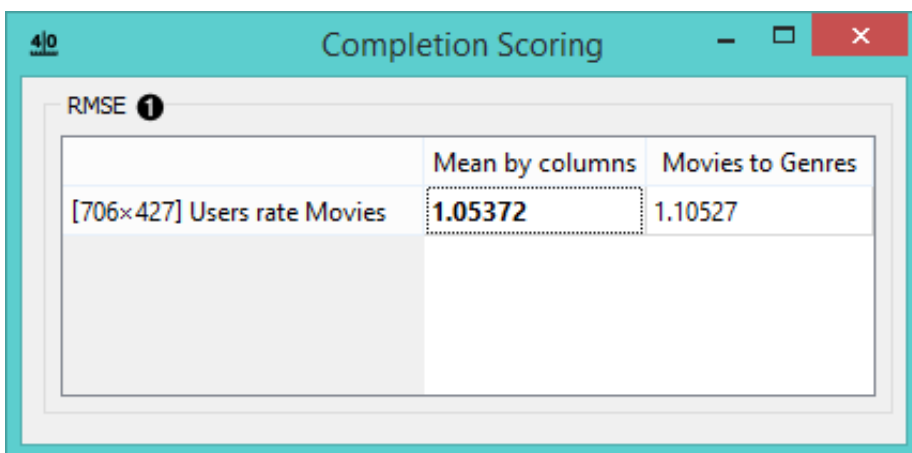 4|0 Completion Scoring
RMSE ❶
Mean by columns Movies to Genres
[706×427] Users rate Movies 1.05372 1.10527